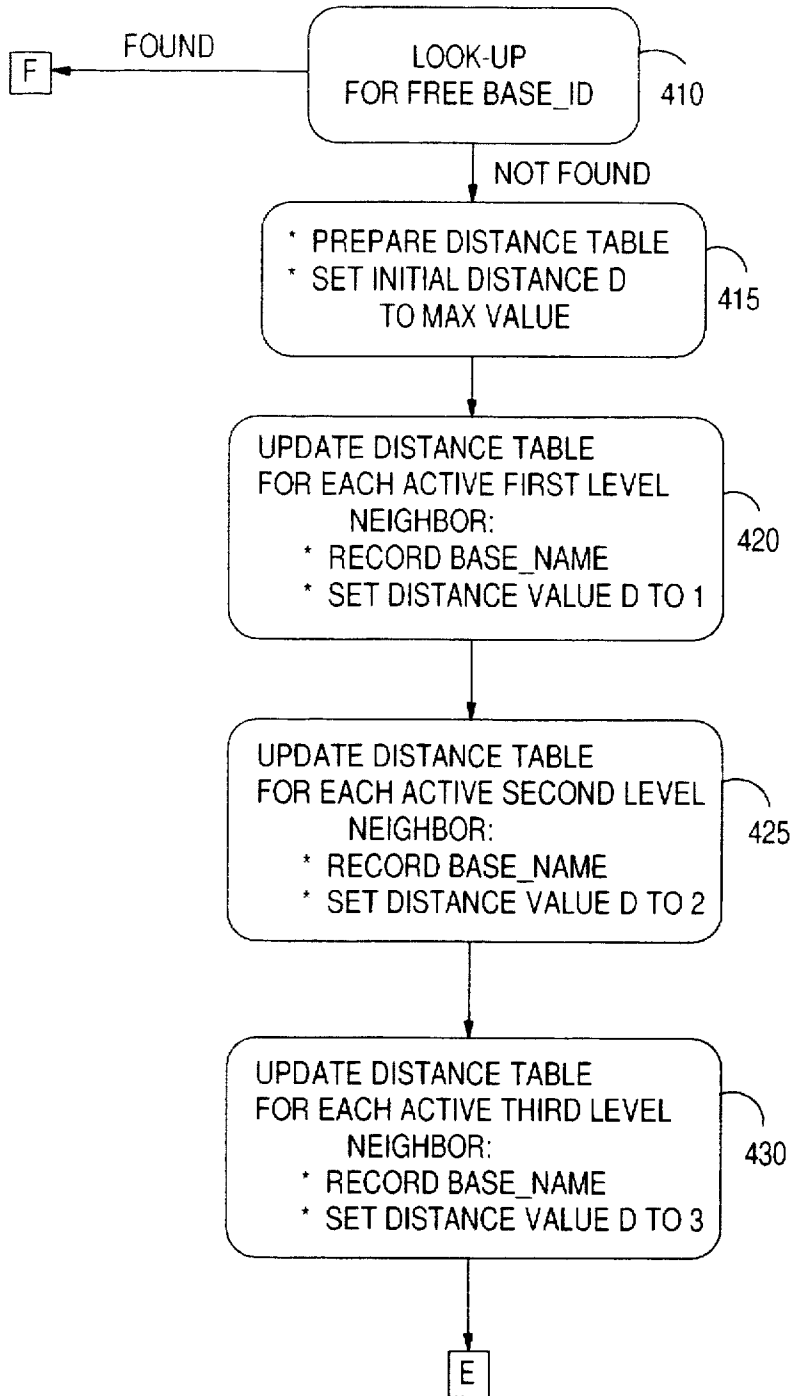 FOUND
F
LOOK-UP
FOR FREE BASE_ID
410
NOT FOUND
* PREPARE DISTANCE TABLE
* SET INITIAL DISTANCE D
TO MAX VALUE
415
UPDATE DISTANCE TABLE
FOR EACH ACTIVE FIRST LEVEL
NEIGHBOR:
* RECORD BASE_NAME
* SET DISTANCE VALUE D TO 1
420
UPDATE DISTANCE TABLE
FOR EACH ACTIVE SECOND LEVEL
NEIGHBOR:
* RECORD BASE_NAME
* SET DISTANCE VALUE D TO 2
425
UPDATE DISTANCE TABLE
FOR EACH ACTIVE THIRD LEVEL
NEIGHBOR:
* RECORD BASE_NAME
* SET DISTANCE VALUE D TO 3
430
E